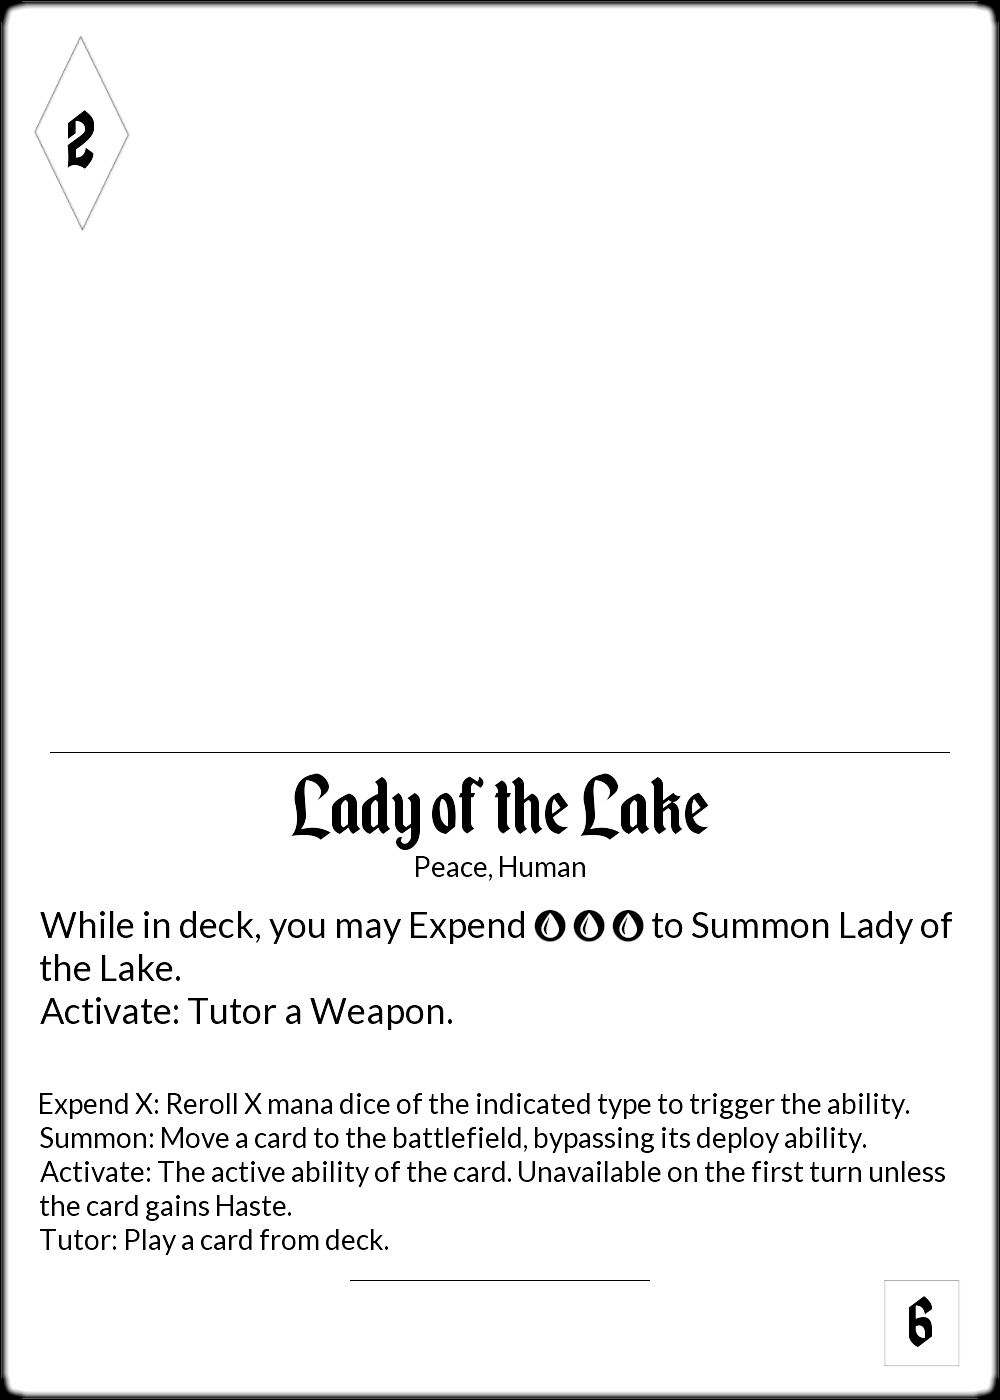 2
Lady of the Lake
Peace, Human
While in deck, you may Expend to Summon Lady of
the Lake.
Activate: Tutor a Weapon.
Expend X: Reroll X mana dice of the indicated type to trigger the ability.
Summon: Move a card to the battlefield, bypassing its deploy ability.
Activate: The active ability of the card. Unavailable on the first turn unless
the card gains Haste.
Tutor: Play a card from deck.
6